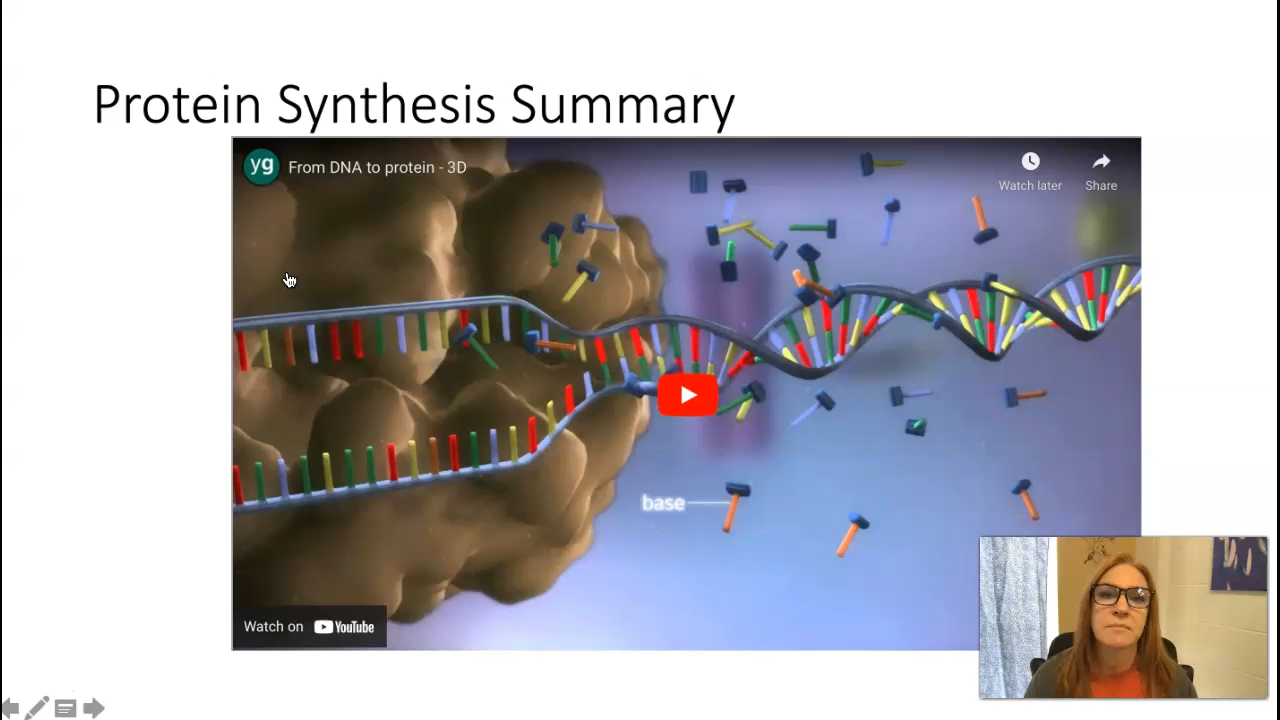 Protein Synthesis Summary
yg From DNA to protein - 3D
Watch later
Share
base
Watch on YouTube